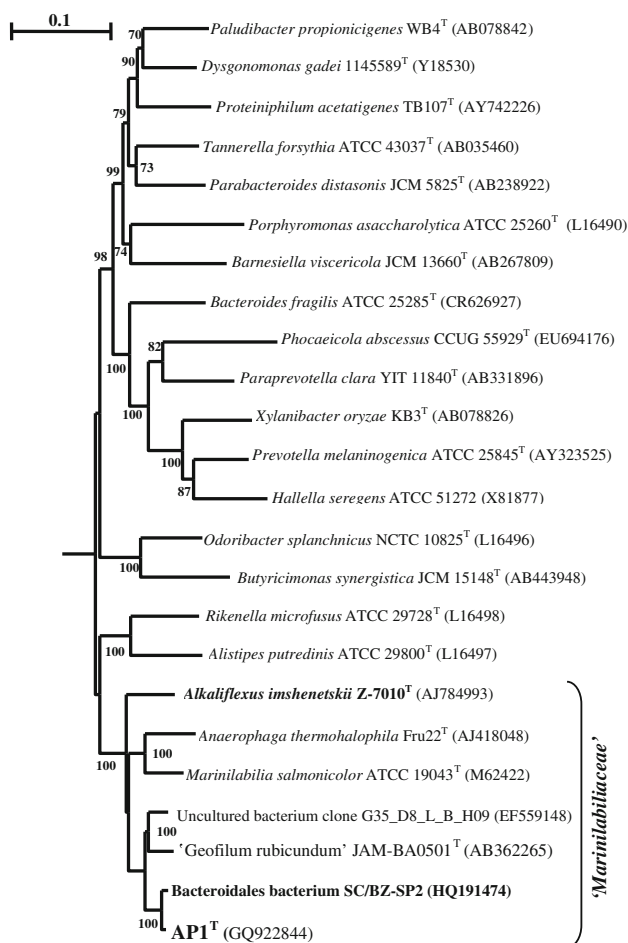 0.1
70
Paludibacter propionicigenes WB4T (AB078842)
90
Dysgonomonas gadei 1145589T (Y18530)
Proteiniphilum acetatigenes TB107T (AY742226)
79
Tannerella forsythia ATCC 43037T (AB035460)
99
73
Parabacteroides distasonis JCM 5825T (AB238922)
Porphyromonas asaccharolytica ATCC 25260T (L16490)
98
74
Barnesiella viscericola JCM 13660T (AB267809)
Bacteroides fragilis ATCC 25285T (CR626927)
82
Phocaeicola abscessus CCUG 55929T (EU694176)
100
Paraprevotella clara YIT 11840T (AB331896)
100
Xylanibacter oryzae KB3T (AB078826)
100
Prevotella melaninogenica ATCC 25845T (AY323525)
87
Hallella seregens ATCC 51272 (X81877)
Odoribacter splanchnicus NCTC 10825T (L16496)
100
Butyricimonas synergistica JCM 15148T (AB443948)
Rikenella microfusus ATCC 29728T (L16498)
100
Alistipes putredinis ATCC 29800T (L16497)
Alkaliflexus imshenetskii Z-7010T (AJ784993)
Anaerophaga thermohalophila Fru22T (AJ418048)
100
100
Marinilabilia salmonicolor ATCC 19043T (M62422)
Uncultured bacterium clone G35_D8_L_B_H09 (EF559148)
100
'Geofilum rubicundum' JAM-BA0501T (AB362265)
Bacteroidales bacterium SC/BZ-SP2 (HQ191474)
100
AP1T (GQ922844)
'Marinilabiliaceae'